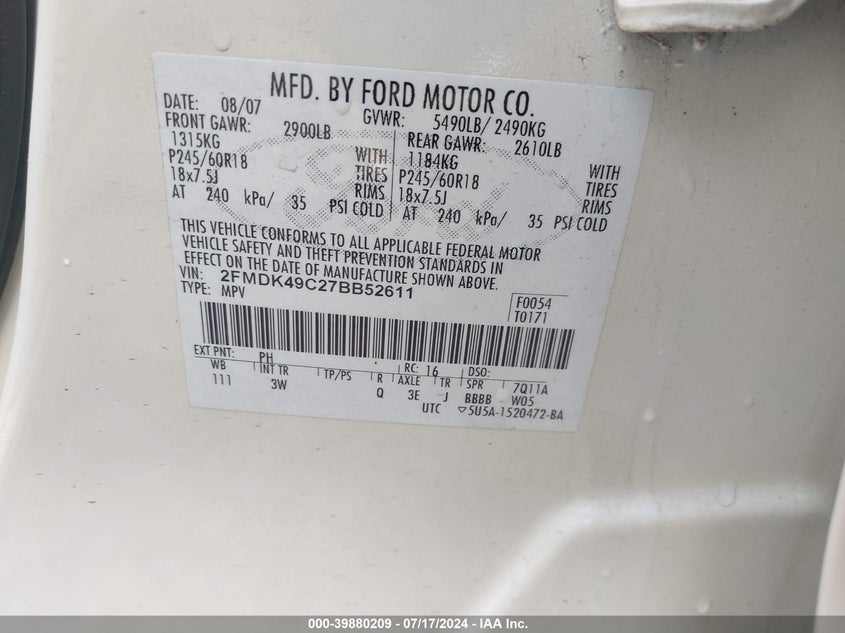 MFD. BY FORD MOTOR CO.
DATE: 08/07 GVWR: 5490LB/ 2490KG
FRONT GAWR: 2900LB REAR GAWR: 2610LB
1315KG WITH 1184KG WITH
P245/60R18 TIRES P245/60R18 TIRES
18x7.5J RIMS 18x7.5J RIMS
AT 240 kPa/ 35 PSI COLD AT 240 kPa/ 35 PSI COLD
THIS VEHICLE CONFORMS TO ALL APPLICABLE FEDERAL MOTOR
VEHICLE SAFETY AND THEFT PREVENTION STANDARDS IN
EFFECT ON THE DATE OF MANUFACTURE SHOWN ABOVE.
VIN: 2FMDK49C27BB52611
TYPE: MPV
F0054
T0171
EXT PNT: PH RC: 16 DSO:
WB INT TR TP/PS R AXLE TR SPR 7Q11A
111 3W Q 3E J BBBB W05
UTC ▽5U5A-1520472-BA
000-39880209 - 07/17/2024 - IAA Inc.